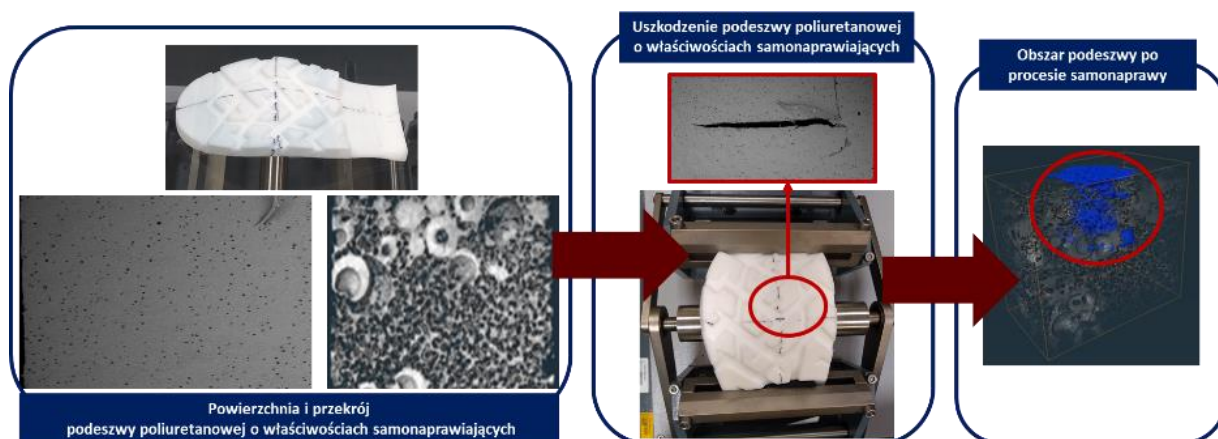 Powierzchnia i przekrój
podeszwy poliuretanowej o właściwościach samonaprawiających
Uszkodzenie podeszwy poliuretanowej
o właściwościach samonaprawiających
Obszar podeszwy po
procesie samonaprawy